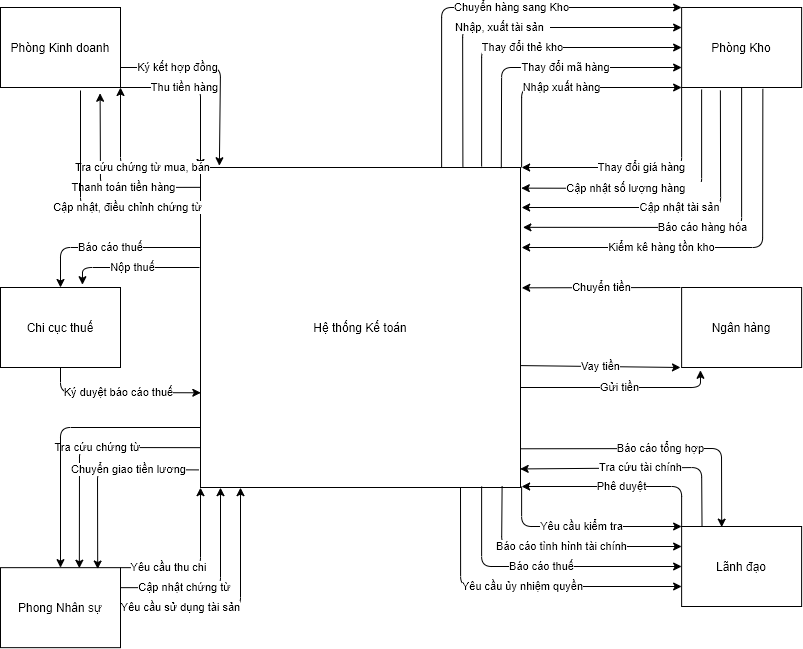 Chuyển hàng sang Kho
Nhập, xuất tài sản
Phòng Kinh doanh
Thay đổi thẻ kho
Phòng Kho
Ký kết hợp đồng
Thay đổi mã hàng
Thu tiền hàng
Nhập xuất hàng
Tra cứu chứng từ mua, bán
Thay đổi giá hàng
Thanh toán tiền hàng
Cập nhật số lượng hàng
Cập nhật, điều chỉnh chứng từ
Cập nhật tài sản
Báo cáo hàng hóa
Báo cáo thuế
Kiểm kê hàng tồn kho
Nộp thuế
Chuyển tiền
Chi cục thuế
Hệ thống Kế toán
Ngân hàng
Vay tiền
Gửi tiền
Ký duyệt báo cáo thuế
Tra cứu chứng từ
Báo cáo tổng hợp
Chuyển giao tiền lương
Tra cứu tài chính
Phê duyệt
Yêu cầu kiểm tra
Báo cáo tình hình tài chính
Yêu cầu thu chi
Báo cáo thuế
Lãnh đạo
Cập nhật chứng từ
Yêu cầu ủy nhiệm quyền
Phong Nhân sự
Yêu cầu sử dụng tài sản